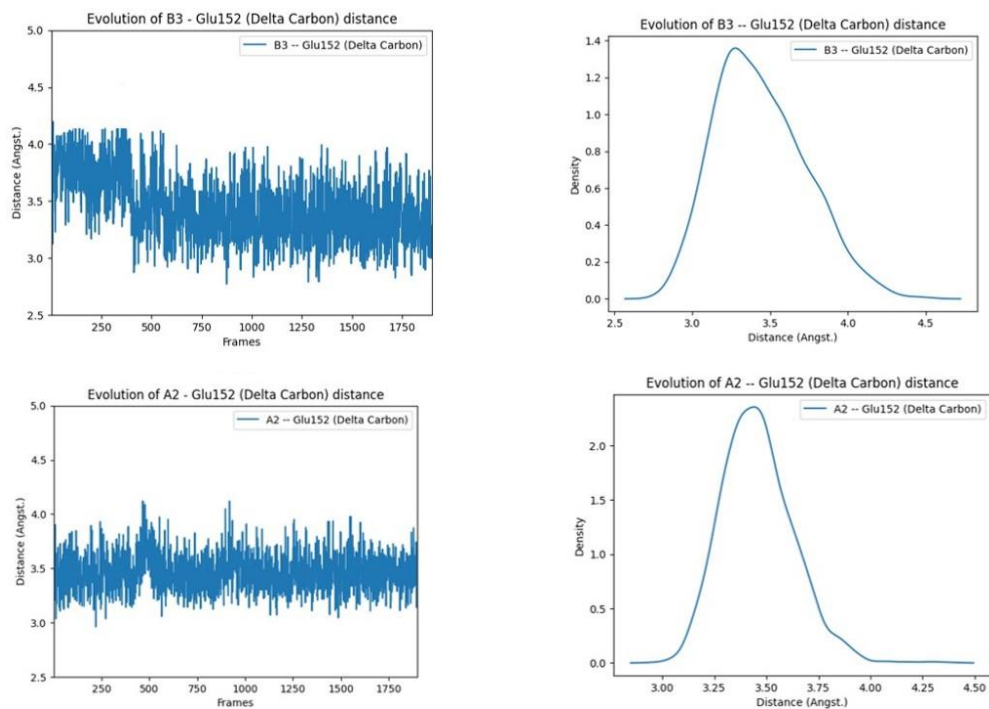 Evolution of B3 - Glu152 (Delta Carbon) distance
B3 -- Glu152 (Delta Carbon)
Distance (Angst.)
5.0
4.5
4.0
3.5
3.0
2.5
250 500 750 1000 1250 1500 1750
Frames
Evolution of B3 -- Glu152 (Delta Carbon) distance
B3 -- Glu152 (Delta Carbon)
Density
1.4
1.2
1.0
0.8
0.6
0.4
0.2
0.0
2.5 3.0 3.5 4.0 4.5
Distance (Angst.)
Evolution of A2 - Glu152 (Delta Carbon) distance
A2 -- Glu152 (Delta Carbon)
Distance (Angst.)
5.0
4.5
4.0
3.5
3.0
2.5
250 500 750 1000 1250 1500 1750
Frames
Evolution of A2 -- Glu152 (Delta Carbon) distance
A2 -- Glu152 (Delta Carbon)
Density
2.0
1.5
1.0
0.5
0.0
3.00 3.25 3.50 3.75 4.00 4.25 4.50
Distance (Angst.)